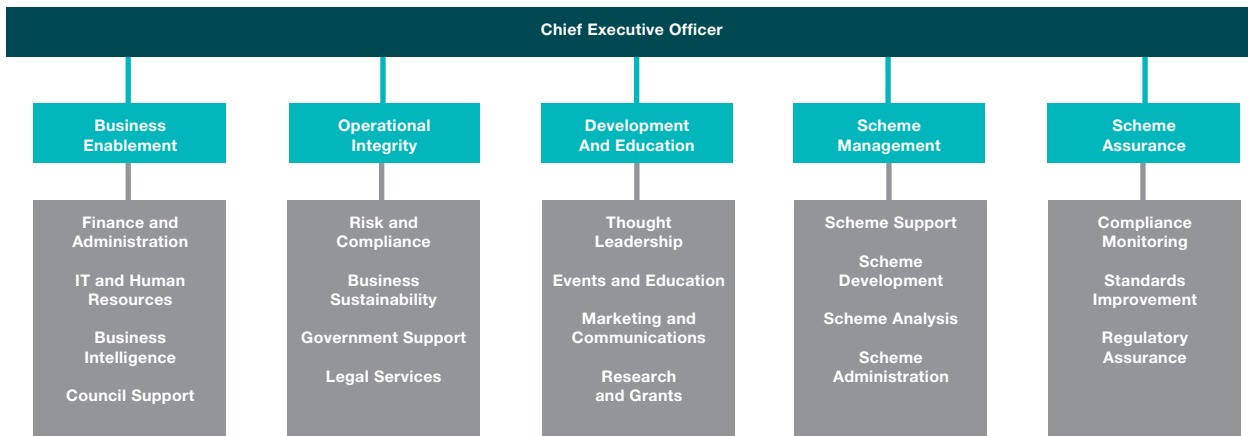 Chief Executive Officer
Business
Enablement
Finance and
Administration
IT and Human
Resources
Business
Intelligence
Council Support
Operational
Integrity
Risk and
Compliance
Business
Sustainability
Government Support
Legal Services
Development
And Education
Thought
Leadership
Events and Education
Marketing and
Communications
Research
and Grants
Scheme
Management
Scheme Support
Scheme
Development
Scheme Analysis
Scheme
Administration
Scheme
Assurance
Compliance
Monitoring
Standards
Improvement
Regulatory
Assurance